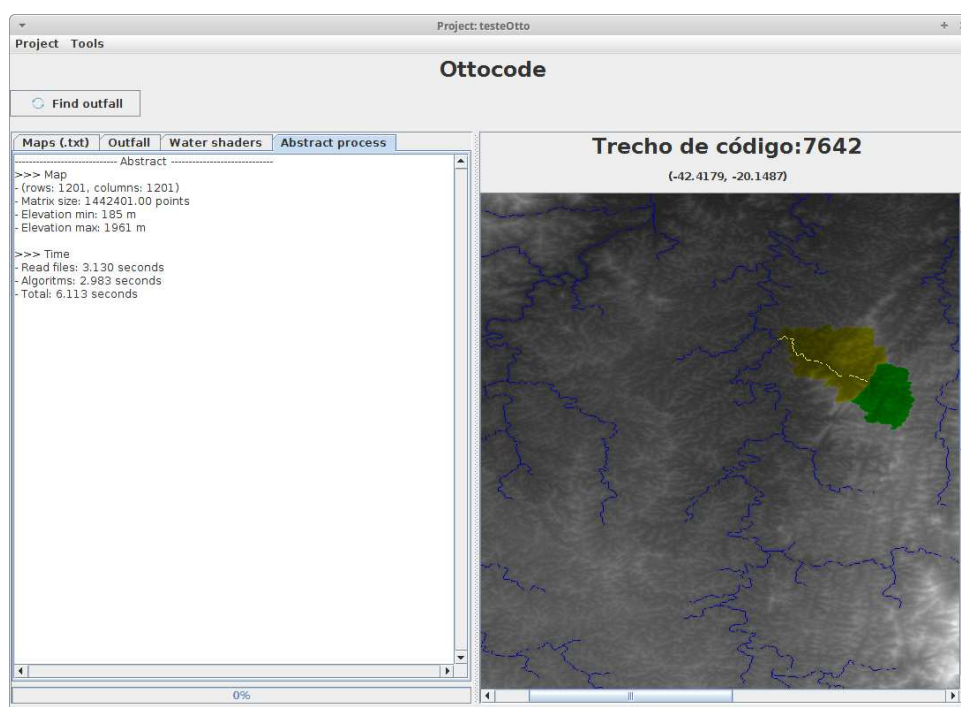 Project: testeOtto
Project Tools
Ottocode
Find outfall
Maps (.txt) Outfall Water shaders Abstract process
---------------------------- Abstract ----------------------------
>>> Map
- (rows: 1201, columns: 1201)
- Matrix size: 1442401.00 points
- Elevation min: 185 m
- Elevation max: 1961 m
>>> Time
- Read files: 3.130 seconds
- Algoritms: 2.983 seconds
- Total: 6.113 seconds
0%
Trecho de código:7642
(-42.4179, -20.1487)